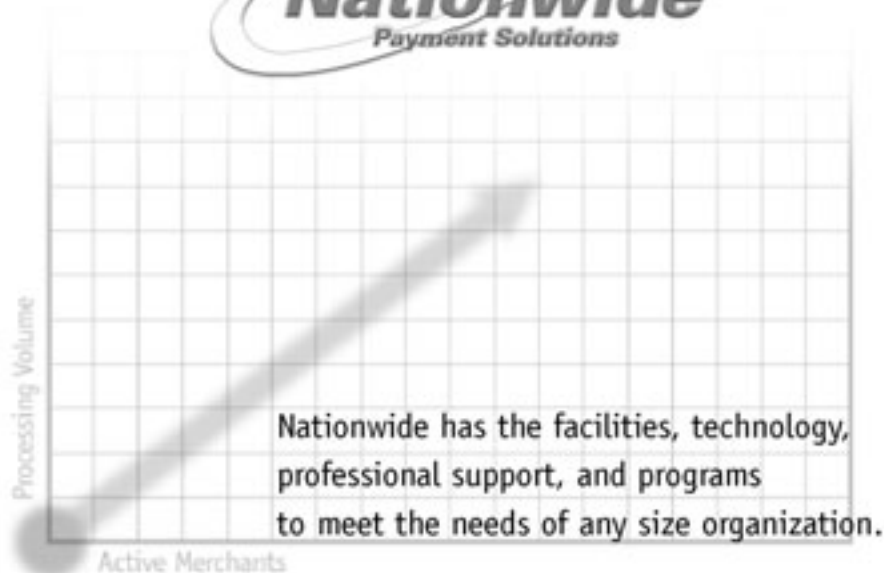 Nationwide
Payment Solutions
Processing Volume
Nationwide has the facilities, technology,
professional support, and programs
to meet the needs of any size organization.
Active Merchants